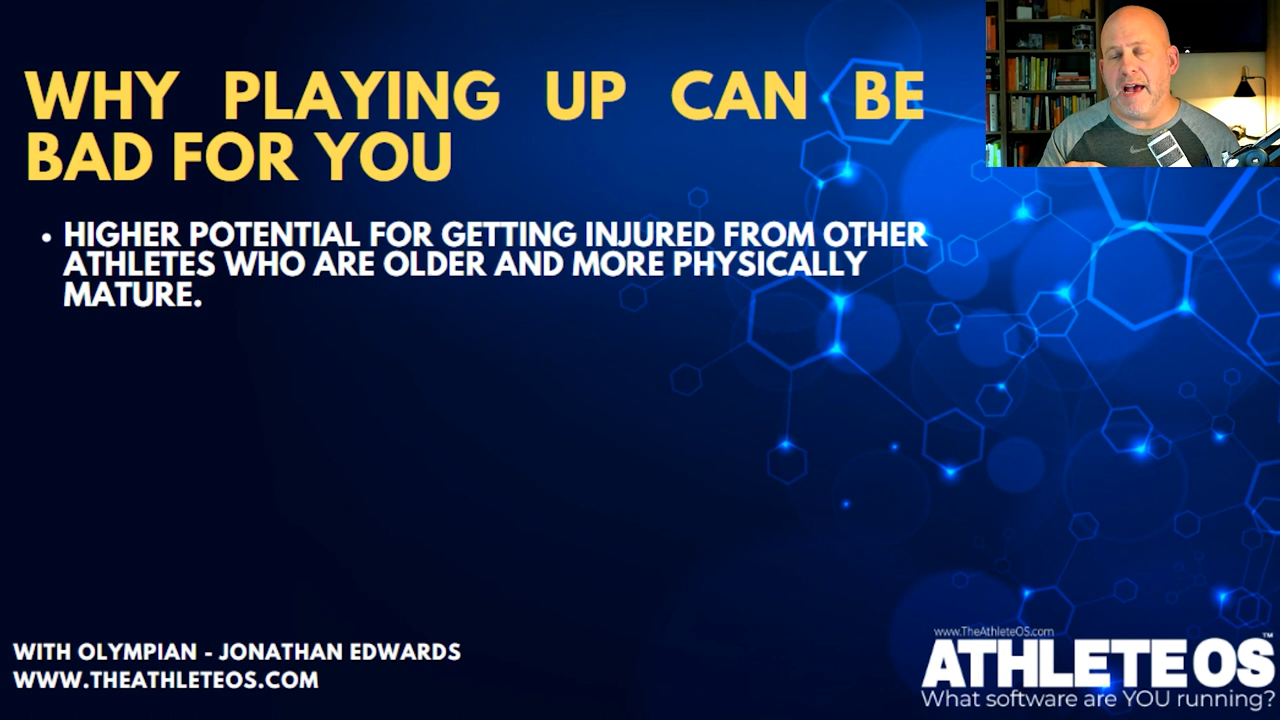 WHY PLAYING UP CAN BE
BAD FOR YOU
• HIGHER POTENTIAL FOR GETTING INJURED FROM OTHER
ATHLETES WHO ARE OLDER AND MORE PHYSICALLY
MATURE.
WITH OLYMPIAN - JONATHAN EDWARDS
WWW.THEATHLETEOS.COM
www.TheAthleteOS.com
ATHLETE OS™
What software are YOU running?